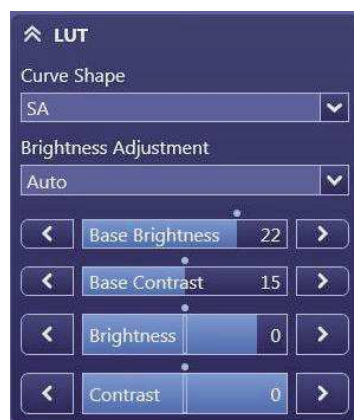 LUT
Curve Shape
SA
Brightness Adjustment
Auto
Base Brightness 22
Base Contrast 15
Brightness 0
Contrast 0